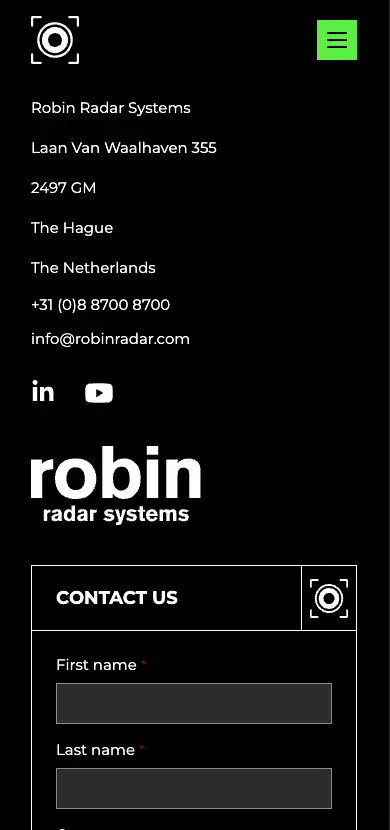 Robin Radar Systems
Laan Van Waalhaven 355
2497 GM
The Hague
The Netherlands
+31 (0)8 8700 8700
info@robinradar.com
in
robin
radar systems
CONTACT US
First name *
Last name *